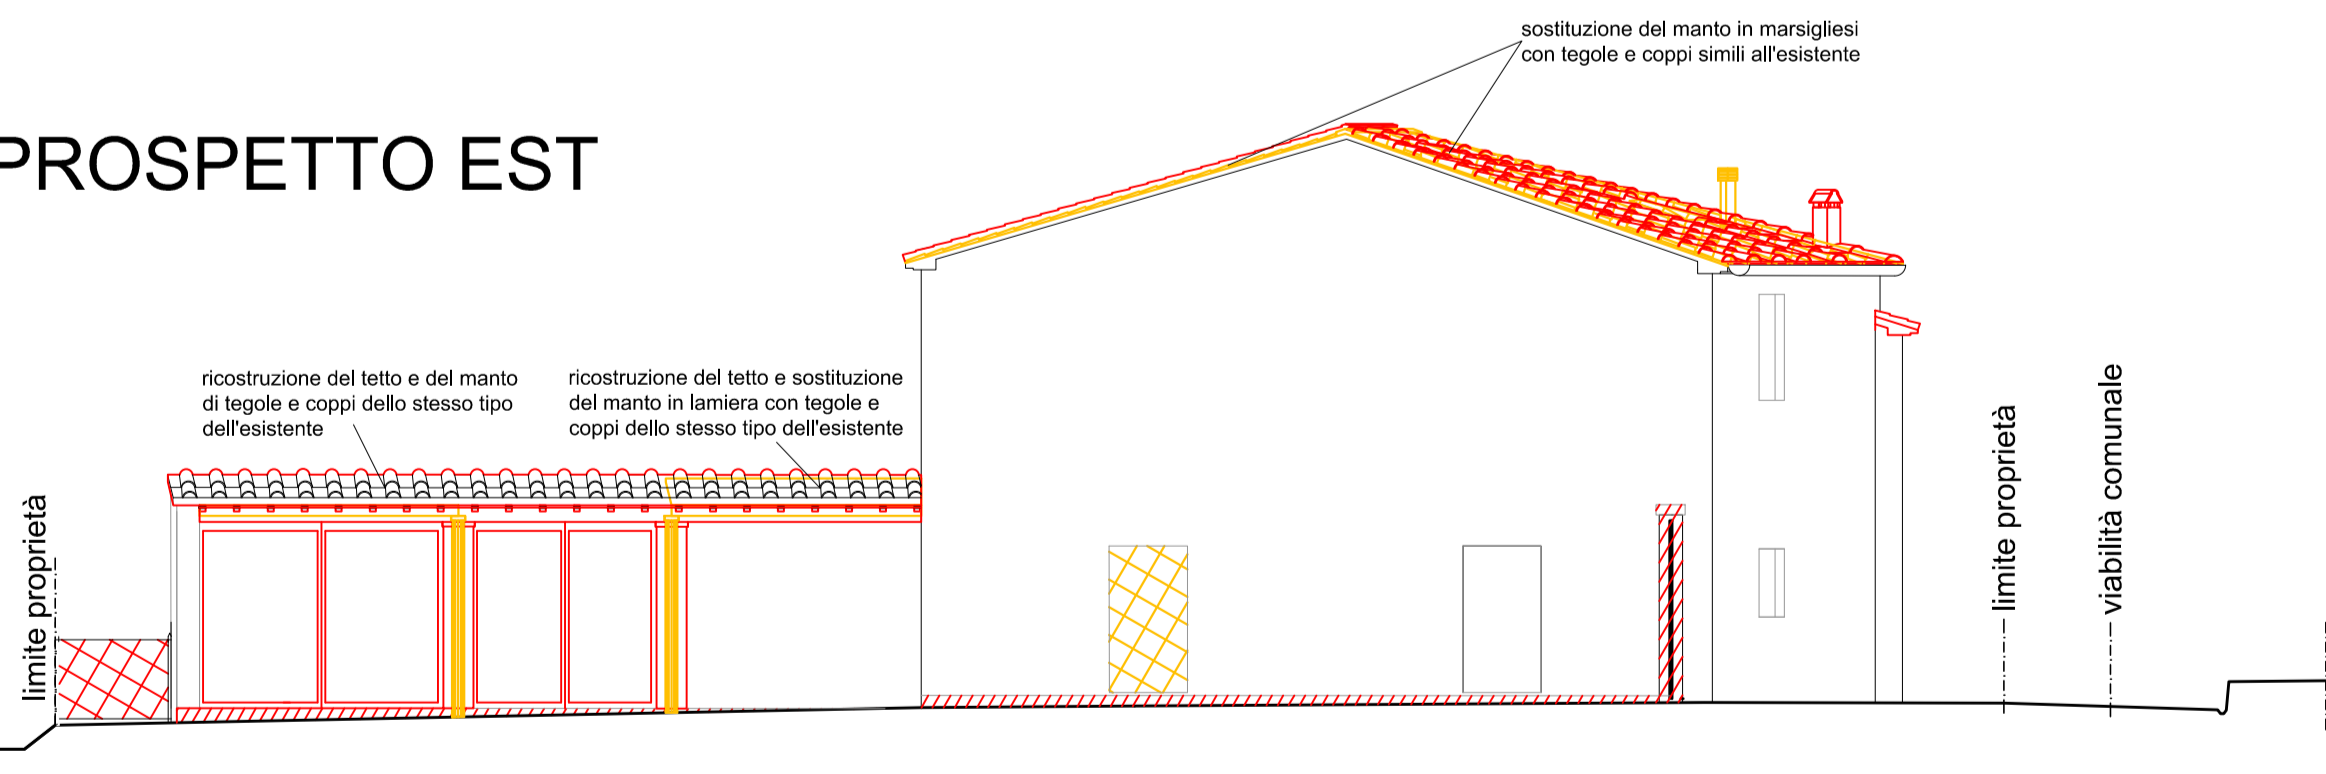 sostituzione del manto in marsigliesi
con tegole e coppi simili all'esistente
PROSPETTO EST
ricostruzione del tetto e del manto
di tegole e coppi dello stesso tipo
dell'esistente
ricostruzione del tetto e sostituzione
del manto in lamiera con tegole e
coppi dello stesso tipo dell'esistente
limite proprietà
limite proprietà
viabilità comunale